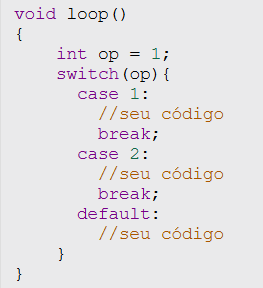 void loop()
{
int op = 1;
switch(op){
case 1:
//seu código
break;
case 2:
//seu código
break;
default:
//seu código
}
}